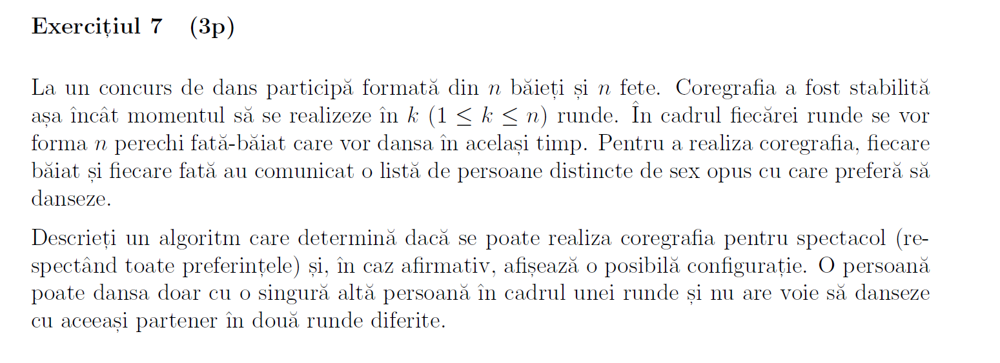 Exercițiul 7 (3p)
La un concurs de dans participă formată din n băieți și n fete. Coregrafia a fost stabilită
așa încât momentul să se realizeze în k (1 ≤ k ≤ n) runde. În cadrul fiecărei runde se vor
forma n perechi fată-băiat care vor dansa în același timp. Pentru a realiza coregrafia, fiecare
băiat și fiecare fată au comunicat o listă de persoane distincte de sex opus cu care preferă să
danseze.
Descrieți un algoritm care determină dacă se poate realiza coregrafia pentru spectacol (re-
spectând toate preferințele) și, în caz afirmativ, afișează o posibilă configurație. O persoană
poate dansa doar cu o singură altă persoană în cadrul unei runde și nu are voie să danseze
cu aceeași partener în două runde diferite.